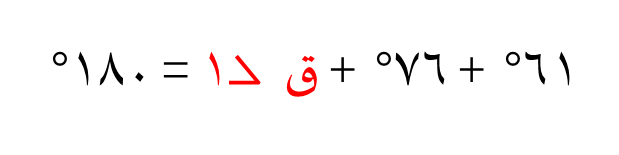 ٦١° + ٧٦° + ق ∠١ = ١٨٠°